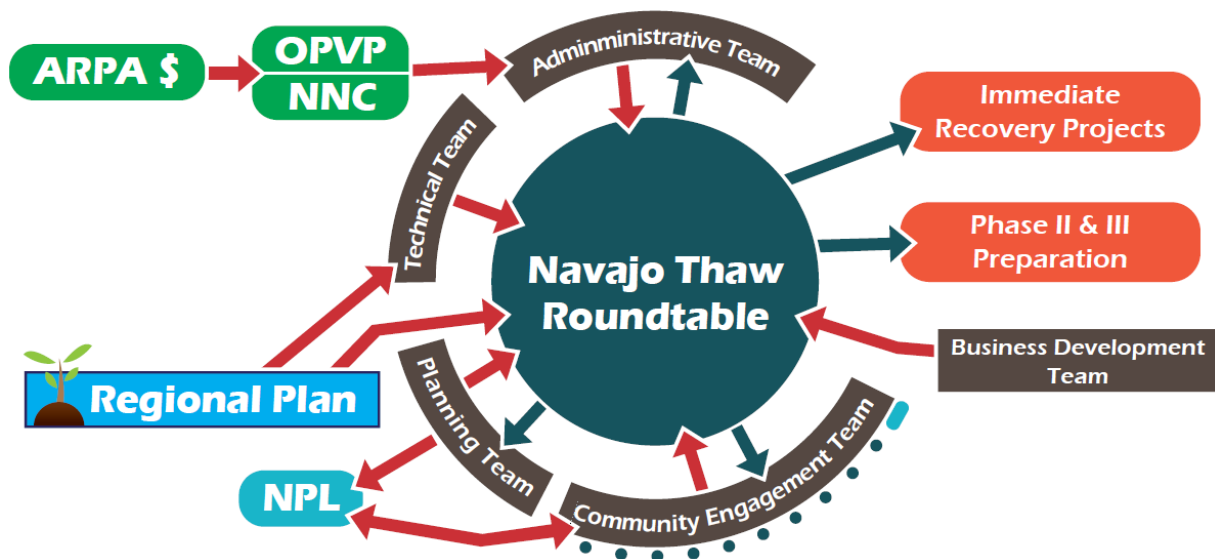 ARPA $
OPVP
NNC
Adminministrative Team
Immediate
Recovery Projects
Technical Team
Phase II & III
Preparation
Navajo Thaw
Roundtable
Business Development
Team
Regional Plan
Planning Team
Community Engagement Team
NPL